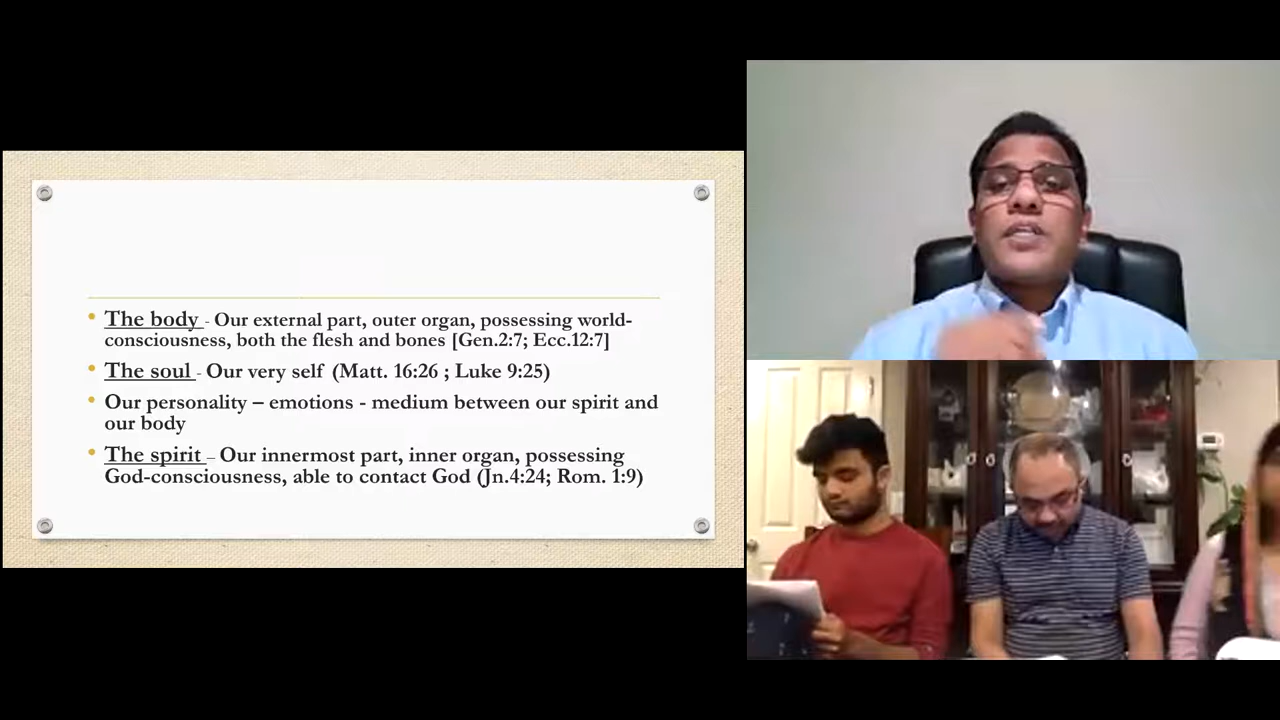 The body - Our external part, outer organ, possessing world-
consciousness, both the flesh and bones [Gen.2:7; Ecc.12:7]
The soul - Our very self (Matt. 16:26 ; Luke 9:25)
Our personality – emotions - medium between our spirit and
our body
The spirit – Our innermost part, inner organ, possessing
God-consciousness, able to contact God (Jn.4:24; Rom. 1:9)